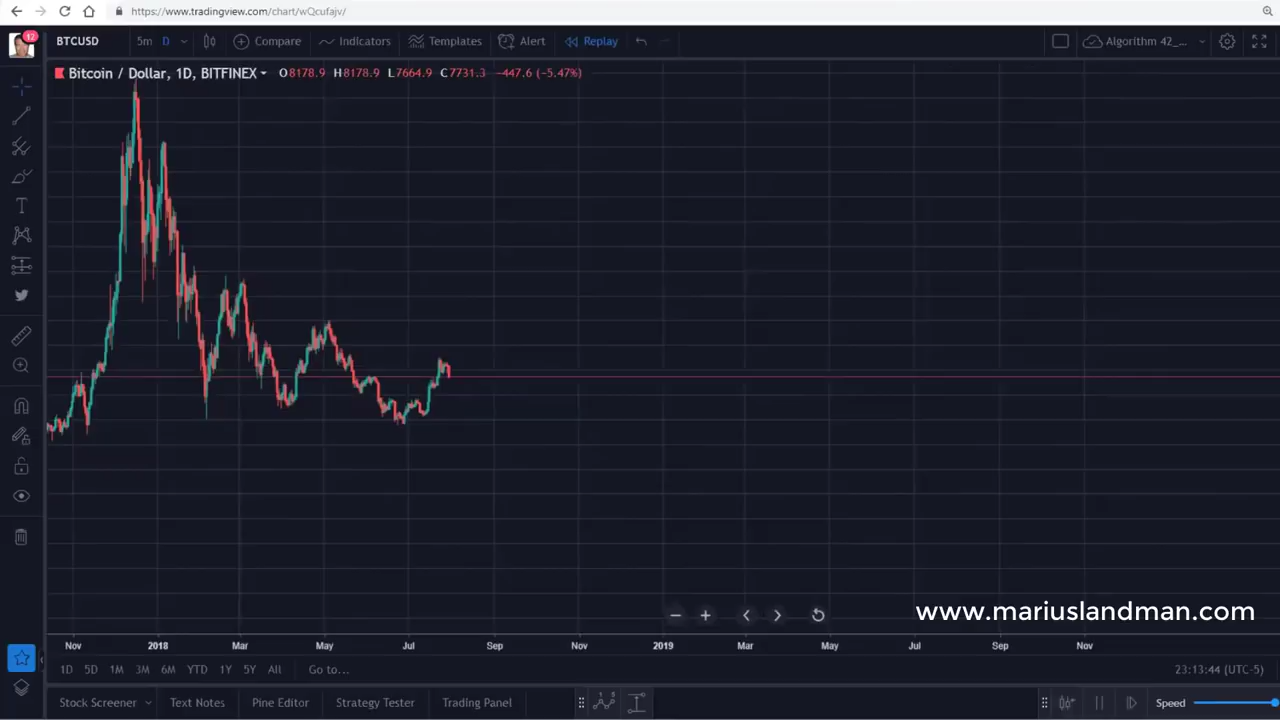 https://www.tradingview.com/chart/wQcufajv/
12
BTCUSD 5m D Compare Indicators Templates Alert Replay Algorithm 42_...
Bitcoin / Dollar, 1D, BITFINEX O8178.9 H8178.9 L7664.9 C7731.3 −447.6 (−5.47%)
www.mariuslandman.com
Nov 2018 Mar May Jul Sep Nov 2019 Mar May Jul Sep Nov
1D 5D 1M 3M 6M YTD 1Y 5Y All Go to... 23:13:44 (UTC-5)
Stock Screener Text Notes Pine Editor Strategy Tester Trading Panel Speed